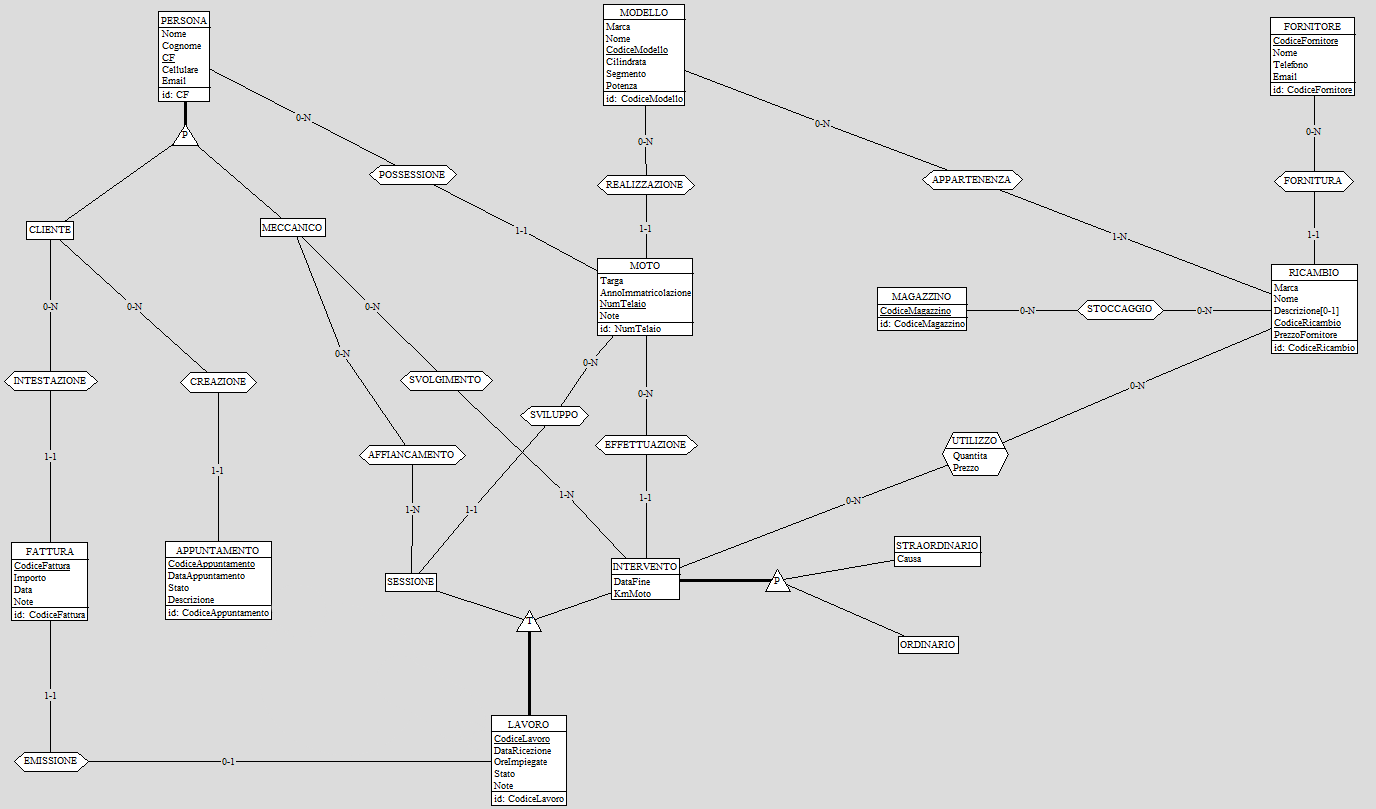 PERSONA
Nome
Cognome
CF
Cellulare
Email
id: CF
MODELLO
Marca
Nome
CodiceModello
Cilindrata
Segmento
Potenza
id: CodiceModello
FORNITORE
CodiceFornitore
Nome
Telefono
Email
id: CodiceFornitore
0-N
0-N
0-N
0-N
P
POSSESSIONE
REALIZZAZIONE
APPARTENENZA
FORNITURA
CLIENTE
MECCANICO
1-1
1-1
1-N
1-1
MOTO
Targa
AnnoImmatricolazione
NumTelaio
Note
id: NumTelaio
MAGAZZINO
CodiceMagazzino
id: CodiceMagazzino
0-N
STOCCAGGIO
0-N
RICAMBIO
Marca
Nome
Descrizione[0-1]
CodiceRicambio
PrezzoFornitore
id: CodiceRicambio
0-N
0-N
0-N
0-N
0-N
0-N
0-N
INTESTAZIONE
CREAZIONE
SVOLGIMENTO
SVILUPPO
EFFETTUAZIONE
AFFIANCAMENTO
UTILIZZO
Quantita
Prezzo
1-1
1-1
1-N
1-1
1-N
1-1
0-N
FATTURA
CodiceFattura
Importo
Data
Note
id: CodiceFattura
APPUNTAMENTO
CodiceAppuntamento
DataAppuntamento
Stato
Descrizione
id: CodiceAppuntamento
SESSIONE
INTERVENTO
DataFine
KmMoto
P
STRAORDINARIO
Causa
ORDINARIO
T
1-1
LAVORO
CodiceLavoro
DataRicezione
OreImpiegate
Stato
Note
id: CodiceLavoro
EMISSIONE
0-1